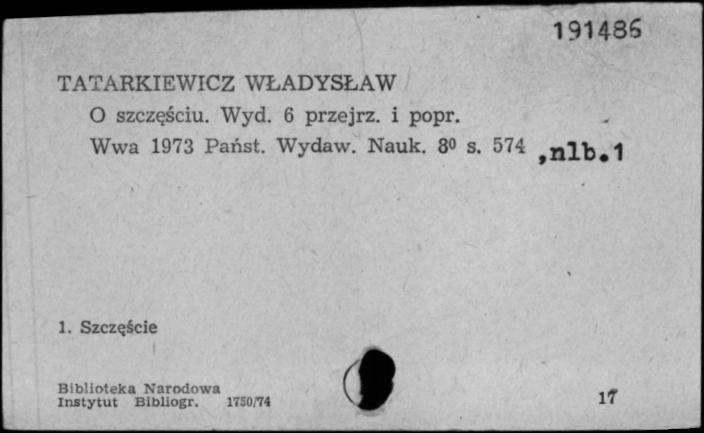 191486
TATARKIEWICZ WŁADYSŁAW
O szczęściu. Wyd. 6 przejrz. i popr.
Wwa 1973 Państ. Wydaw. Nauk. 8⁰ s. 574 ,nlb.1
1. Szczęście
Biblioteka Narodowa
Instytut Bibliogr. 1750/74
17